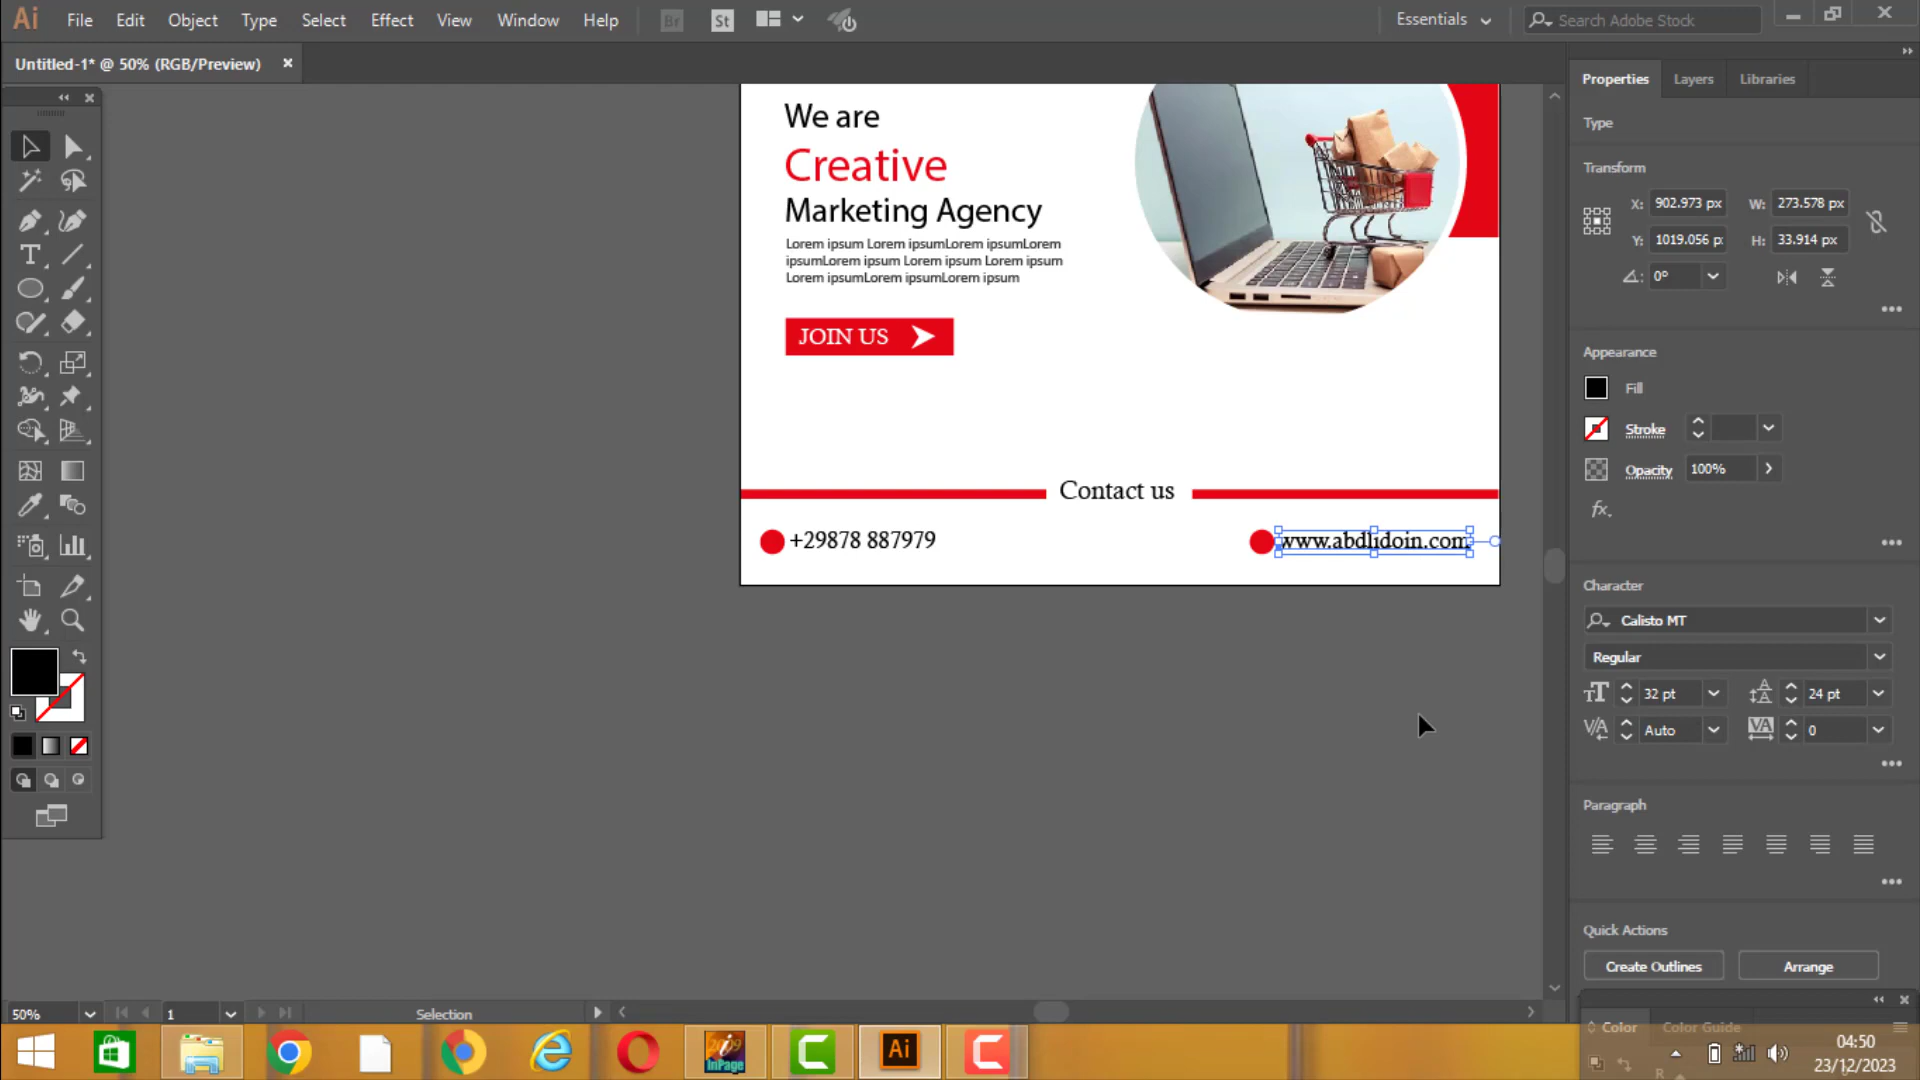 Ai File Edit Object Type Select Effect View Window Help Br St Essentials Search Adobe Stock
Untitled-1* @ 50% (RGB/Preview)
We are
Creative
Marketing Agency
Lorem ipsum Lorem ipsumLorem ipsumLorem
ipsumLorem ipsum Lorem ipsum Lorem ipsum
Lorem ipsumLorem ipsumLorem ipsum
JOIN US
Contact us
+29878 887979
www.abdlidoin.com
Properties Layers Libraries
Type
Transform
X: 902.973 px W: 273.578 px
Y: 1019.056 p H: 33.914 px
0°
Appearance
Fill
Stroke
Opacity 100%
fx.
Character
Calisto MT
Regular
32 pt 24 pt
Auto 0
Paragraph
Quick Actions
Create Outlines Arrange
50% 1 Selection
Color Color Guide
R
2009 InPage Ai
04:50
23/12/2023